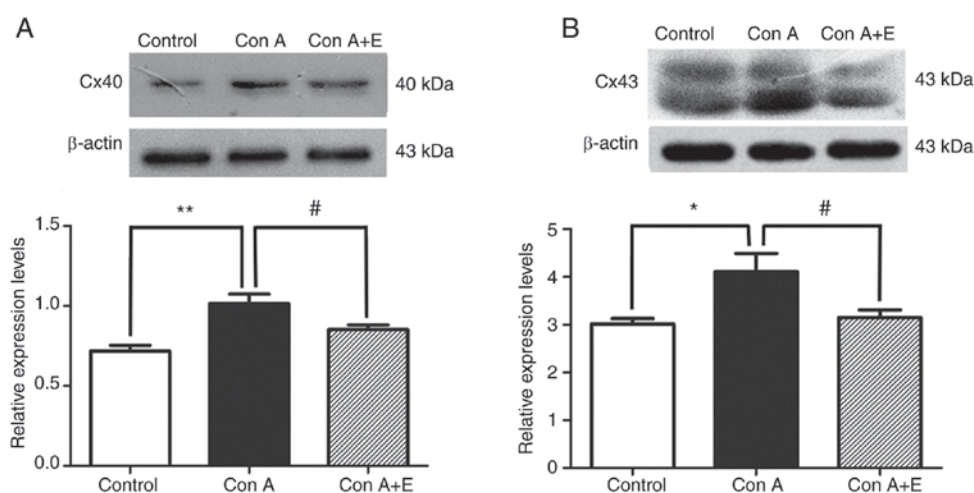 A
Control Con A Con A+E
Cx40 40 kDa
β-actin 43 kDa
** #
Relative expression levels
1.5
1.0
0.5
0.0
Control Con A Con A+E
B
Control Con A Con A+E
Cx43 43 kDa
β-actin 43 kDa
* #
Relative expression levels
5
4
3
2
1
0
Control Con A Con A+E